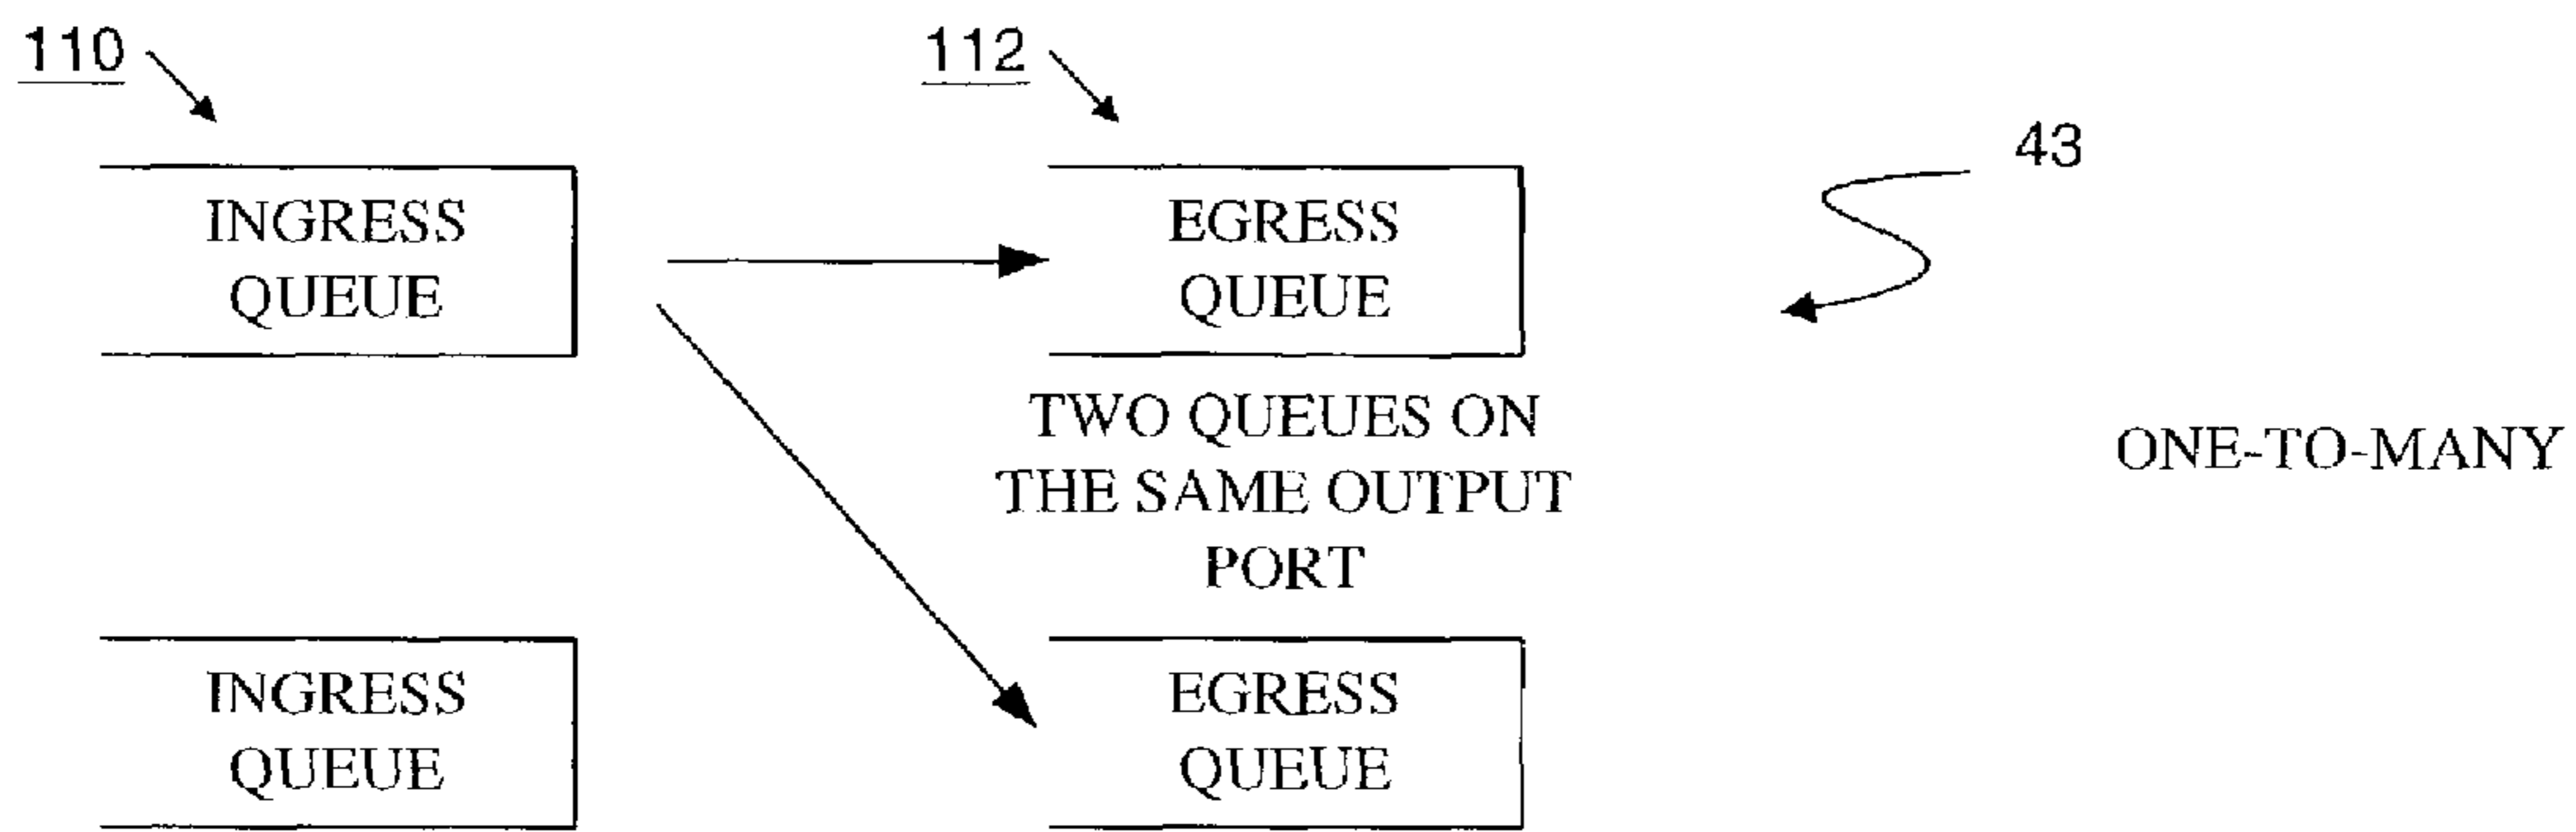 110
112
43
INGRESS
QUEUE
EGRESS
QUEUE
TWO QUEUES ON
THE SAME OUTPUT
PORT
ONE-TO-MANY
INGRESS
QUEUE
EGRESS
QUEUE